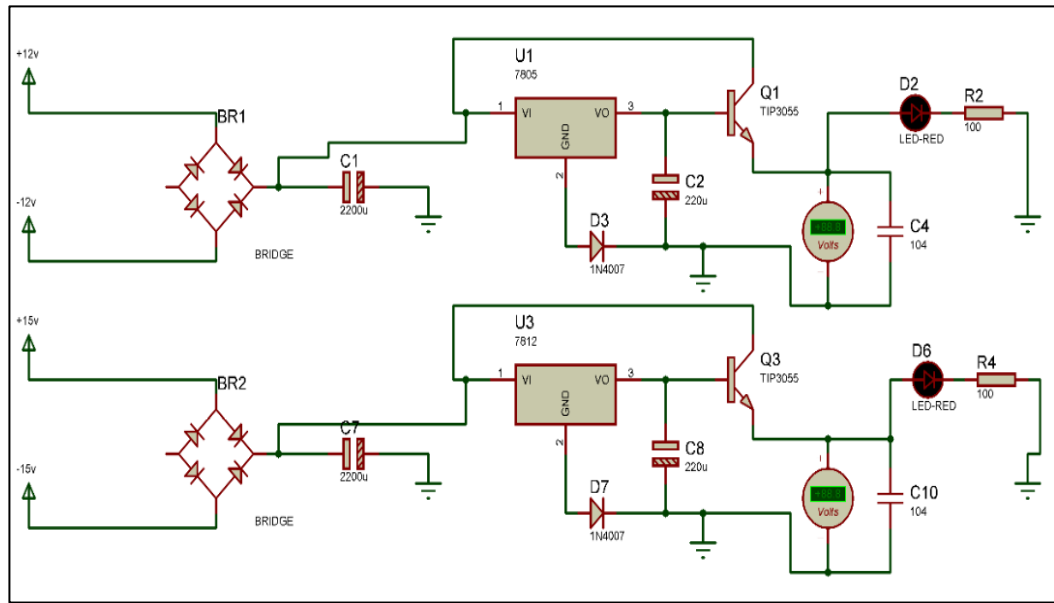 +12v
-12v
BR1
BRIDGE
C1
2200u
U1
7805
1
VI
VO
3
GND
2
D3
1N4007
C2
220u
Q1
TIP3055
D2
LED-RED
R2
100
+
Volts
C4
104
+15v
-15v
BR2
BRIDGE
C7
2200u
U3
7812
1
VI
VO
3
GND
2
D7
1N4007
C8
220u
Q3
TIP3055
D6
LED-RED
R4
100
Volts
C10
104